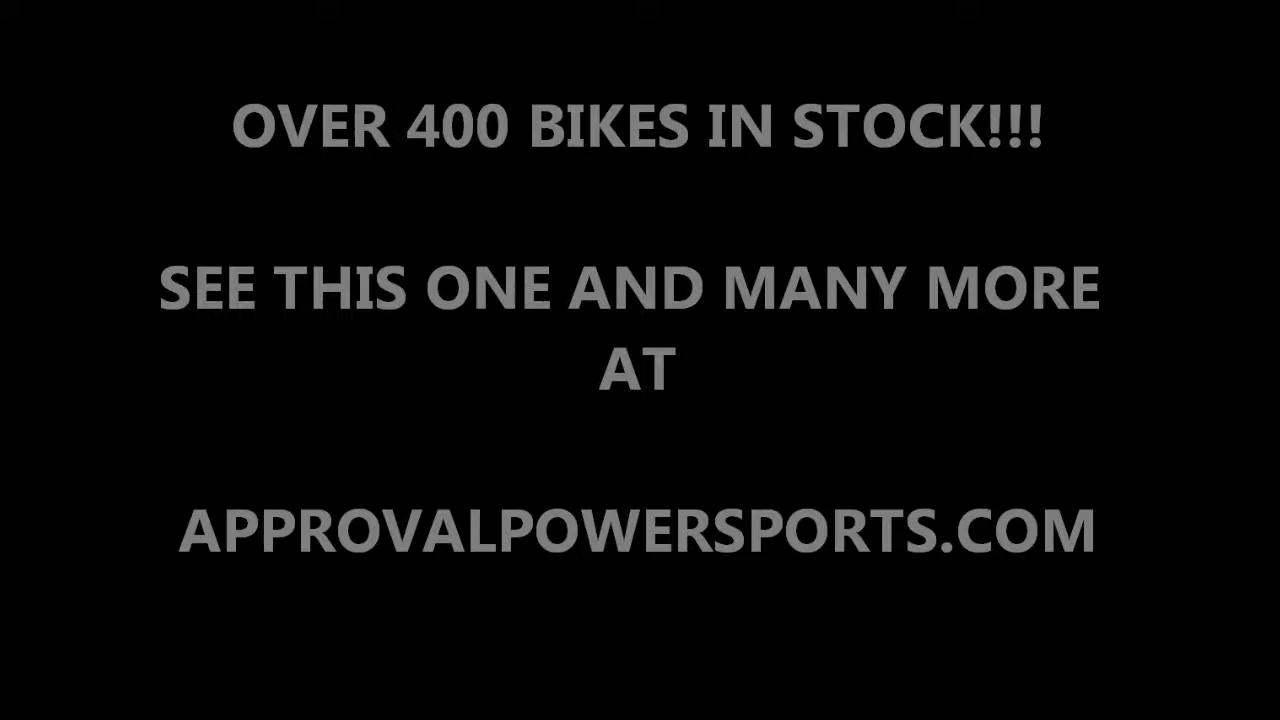 OVER 400 BIKES IN STOCK!!!
SEE THIS ONE AND MANY MORE
AT
APPROVALPOWERSPORTS.COM